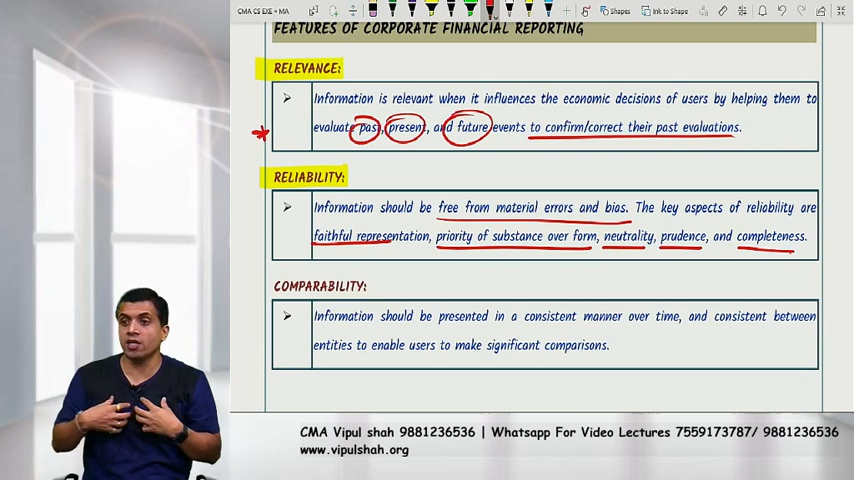 CMA CS EXE = MA
Shapes
Ink to Shape
FEATURES OF CORPORATE FINANCIAL REPORTING
RELEVANCE:
Information is relevant when it influences the economic decisions of users by helping them to
evaluate past, present, and future events to confirm/correct their past evaluations.
RELIABILITY:
Information should be free from material errors and bias. The key aspects of reliability are
faithful representation, priority of substance over form, neutrality, prudence, and completeness.
COMPARABILITY:
Information should be presented in a consistent manner over time, and consistent between
entities to enable users to make significant comparisons.
CMA Vipul shah 9881236536 | Whatsapp For Video Lectures 7559173787/ 9881236536
www.vipulshah.org